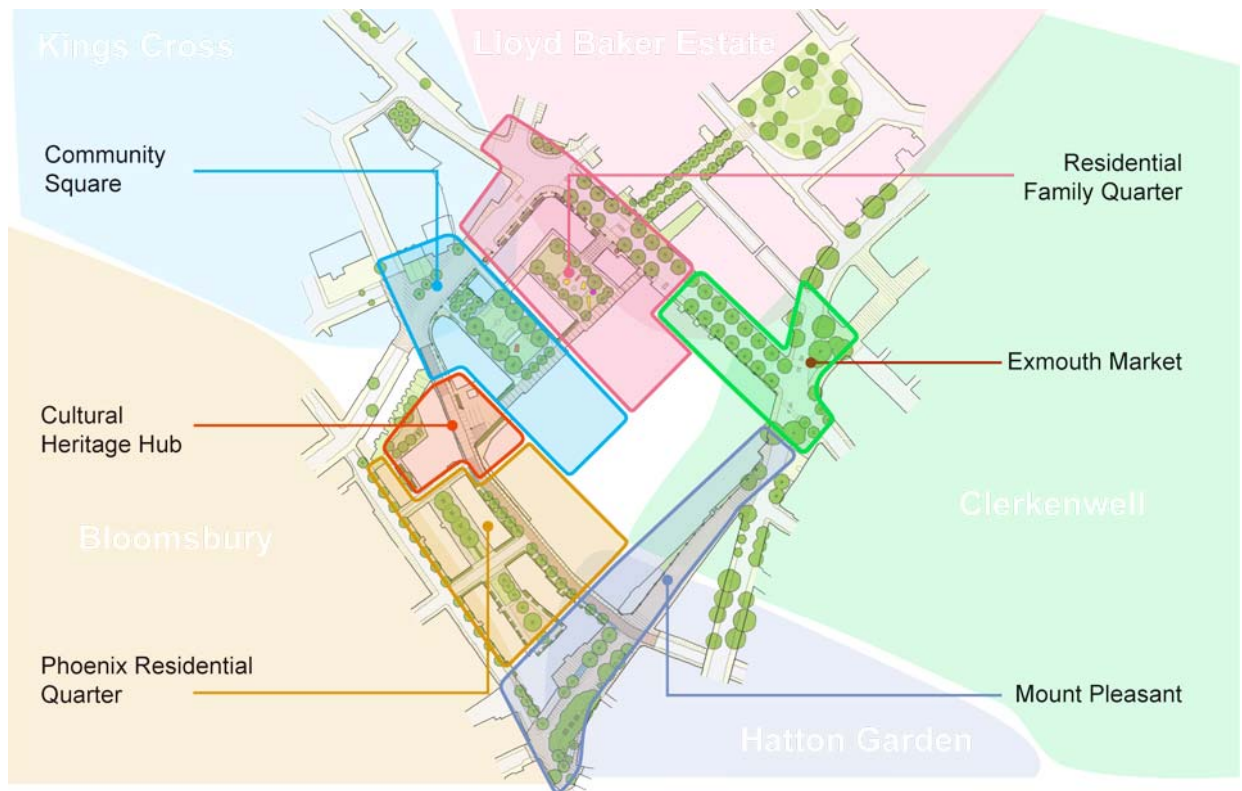 Kings Cross
Lloyd Baker Estate
Community
Square
Residential
Family Quarter
Exmouth Market
Cultural
Heritage Hub
Clerkenwell
Bloomsbury
Phoenix Residential
Quarter
Mount Pleasant
Hatton Garden